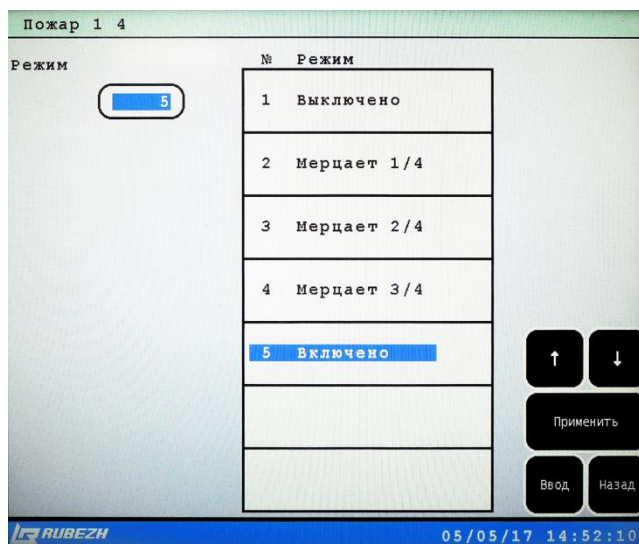 Пожар 1 4
Режим
5
№ Режим
1 Выключено
2 Мерцает 1/4
3 Мерцает 2/4
4 Мерцает 3/4
5 Включено
↑ ↓
Применить
Ввод Назад
RUBEZH
05/05/17 14:52:10